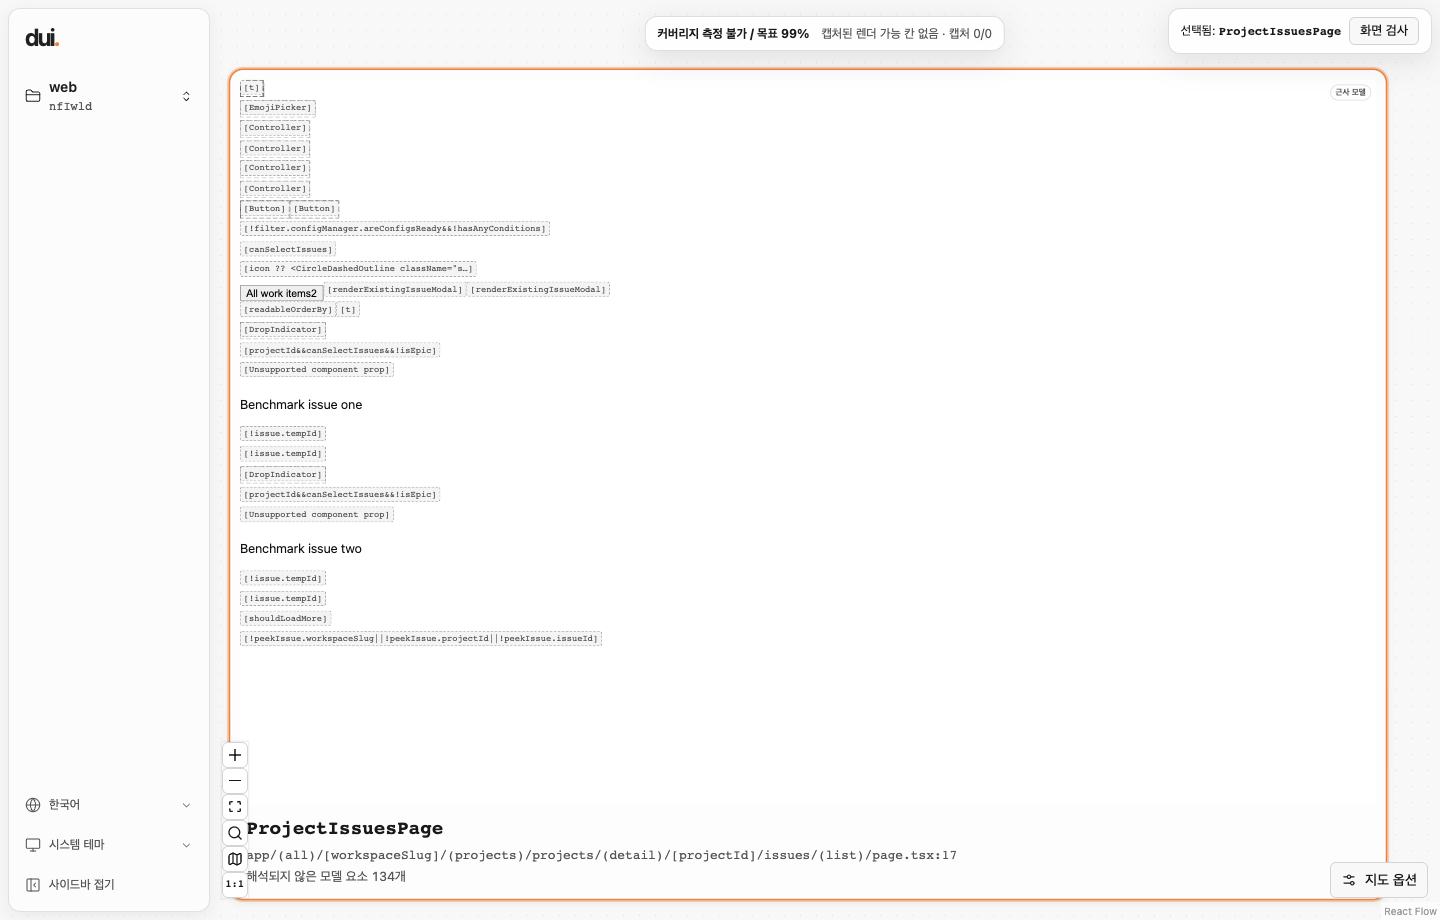 dui.
web
nfIwld
커버리지 측정 불가 / 목표 99% 캡처된 렌더 가능 칸 없음 · 캡처 0/0
선택됨: ProjectIssuesPage 화면 검사
근사 모델
[t]
[EmojiPicker]
[Controller]
[Controller]
[Controller]
[Controller]
[Button] [Button]
[!filter.configManager.areConfigsReady&&!hasAnyConditions]
[canSelectIssues]
[icon ?? <CircleDashedOutline className="s…]
All work items2 [renderExistingIssueModal] [renderExistingIssueModal]
[readableOrderBy] [t]
[DropIndicator]
[projectId&&canSelectIssues&&!isEpic]
[Unsupported component prop]
Benchmark issue one
[!issue.tempId]
[!issue.tempId]
[DropIndicator]
[projectId&&canSelectIssues&&!isEpic]
[Unsupported component prop]
Benchmark issue two
[!issue.tempId]
[!issue.tempId]
[shouldLoadMore]
[!peekIssue.workspaceSlug||!peekIssue.projectId||!peekIssue.issueId]
ProjectIssuesPage
app/(all)/[workspaceSlug]/(projects)/projects/(detail)/[projectId]/issues/(list)/page.tsx:17
해석되지 않은 모델 요소 134개
1:1
한국어
시스템 테마
사이드바 접기
지도 옵션
React Flow